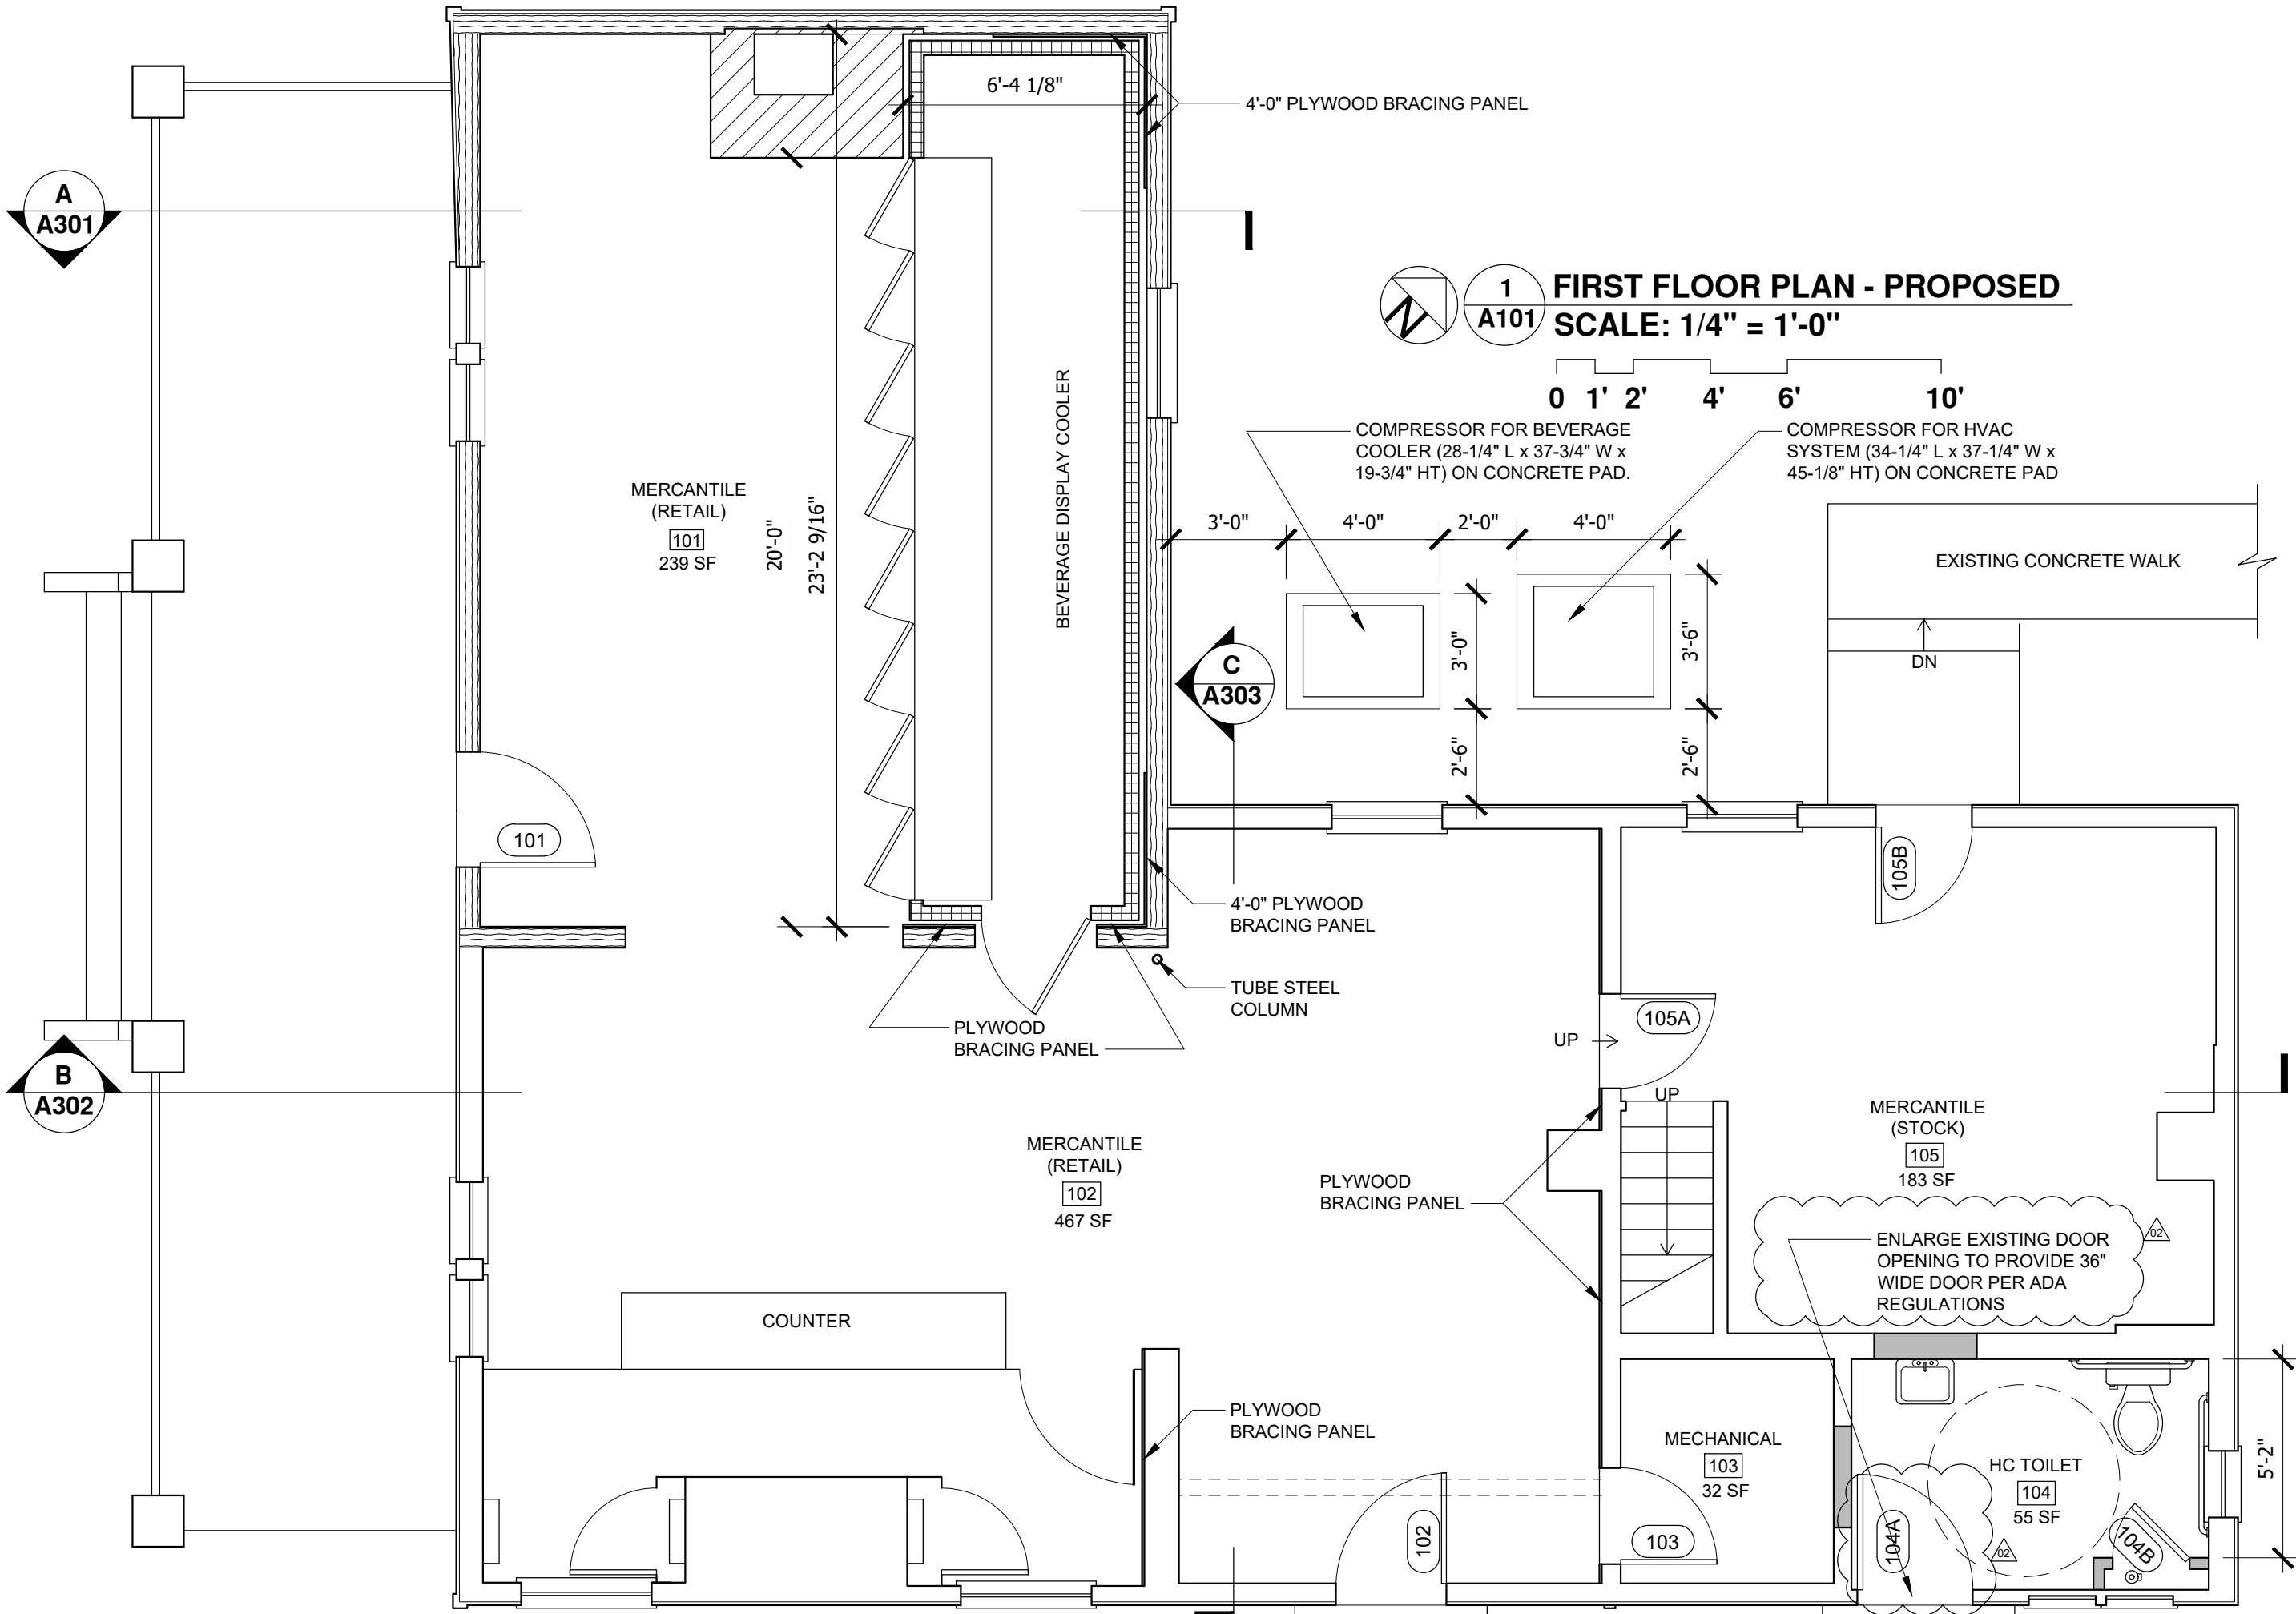 6'-4 1/8"
4'-0" PLYWOOD BRACING PANEL
A
A301
N
1
A101
FIRST FLOOR PLAN - PROPOSED
SCALE: 1/4" = 1'-0"
0 1' 2' 4' 6' 10'
COMPRESSOR FOR BEVERAGE
COOLER (28-1/4" L x 37-3/4" W x
19-3/4" HT) ON CONCRETE PAD.
COMPRESSOR FOR HVAC
SYSTEM (34-1/4" L x 37-1/4" W x
45-1/8" HT) ON CONCRETE PAD
MERCANTILE
(RETAIL)
101
239 SF
20'-0"
23'-2 9/16"
BEVERAGE DISPLAY COOLER
3'-0"
4'-0"
2'-0"
4'-0"
EXISTING CONCRETE WALK
3'-0"
3'-6"
DN
C
A303
2'-6"
2'-6"
101
105B
4'-0" PLYWOOD
BRACING PANEL
TUBE STEEL
COLUMN
PLYWOOD
BRACING PANEL
105A
UP
UP
B
A302
MERCANTILE
(RETAIL)
102
467 SF
PLYWOOD
BRACING PANEL
MERCANTILE
(STOCK)
105
183 SF
ENLARGE EXISTING DOOR
OPENING TO PROVIDE 36"
WIDE DOOR PER ADA
REGULATIONS
02
COUNTER
PLYWOOD
BRACING PANEL
MECHANICAL
103
32 SF
HC TOILET
104
55 SF
5'-2"
102
103
104A
02
104B